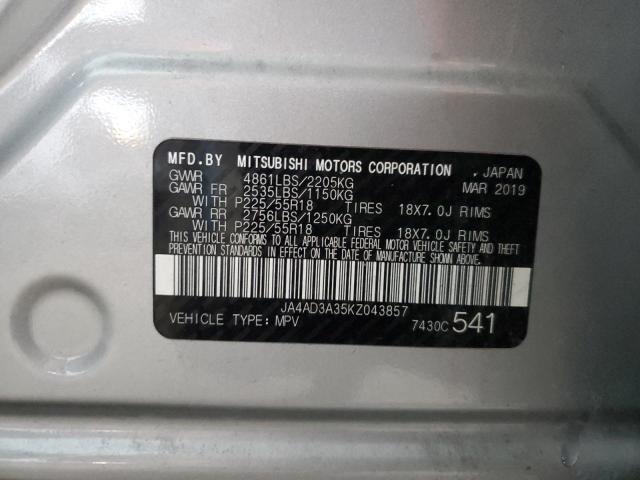 MFD.BY MITSUBISHI MOTORS CORPORATION , JAPAN
GVWR 4861LBS/2205KG MAR 2019
GAWR FR 2535LBS/1150KG
WITH P225/55R18 TIRES 18X7.0J RIMS
GAWR RR 2756LBS/1250KG
WITH P225/55R18 TIRES 18X7.0J RIMS
THIS VEHICLE CONFORMS TO ALL APPLICABLE FEDERAL MOTOR VEHICLE SAFETY AND THEFT
PREVENTION STANDARDS IN EFFECT ON THE DATE OF MANUFACTURE SHOWN ABOVE.
JA4AD3A35KZ043857
VEHICLE TYPE: MPV 7430C 541